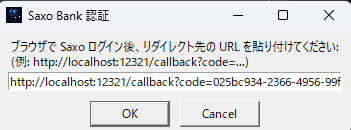 Saxo Bank 認証
ブラウザで Saxo ログイン後、リダイレクト先の URL を貼り付けてください:
(例: http://localhost:12321/callback?code=...)
http://localhost:12321/callback?code=025bc934-2366-4956-99f
OK
Cancel